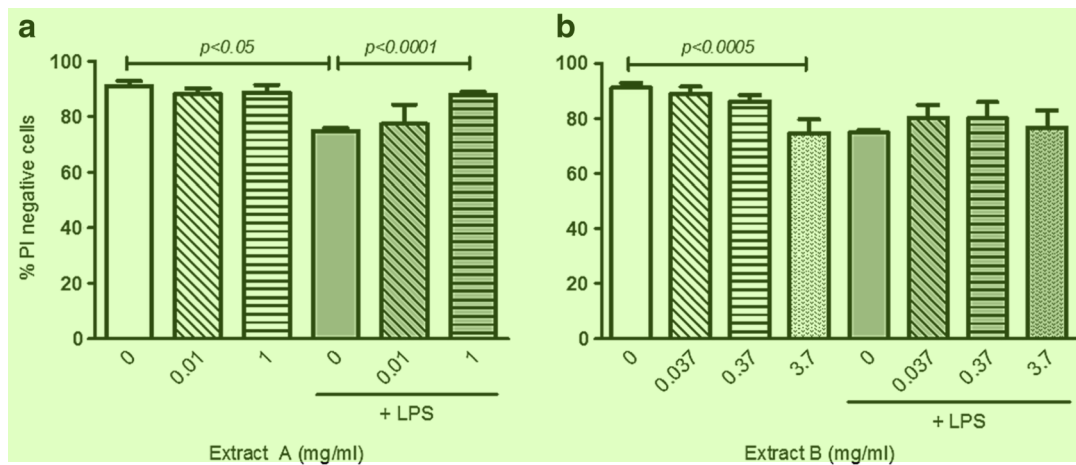 a
p<0.05
p<0.0001
% PI negative cells
100
80
60
40
20
0
0
0.01
1
0
0.01
1
+ LPS
Extract A (mg/ml)
b
p<0.0005
100
80
60
40
20
0
0
0.037
0.37
3.7
0
0.037
0.37
3.7
+ LPS
Extract B (mg/ml)